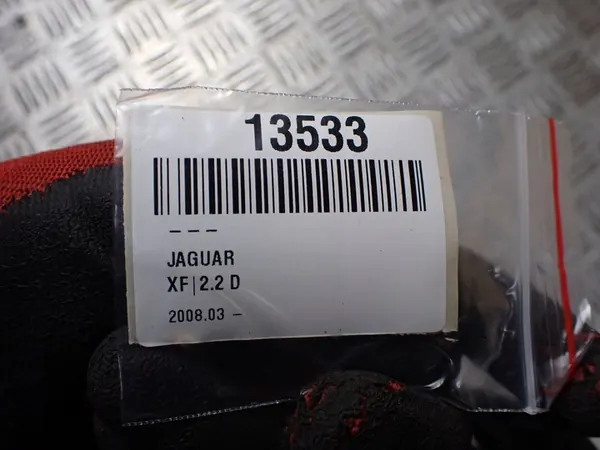 13533
- - -
JAGUAR
XF | 2.2 D
2008.03 -